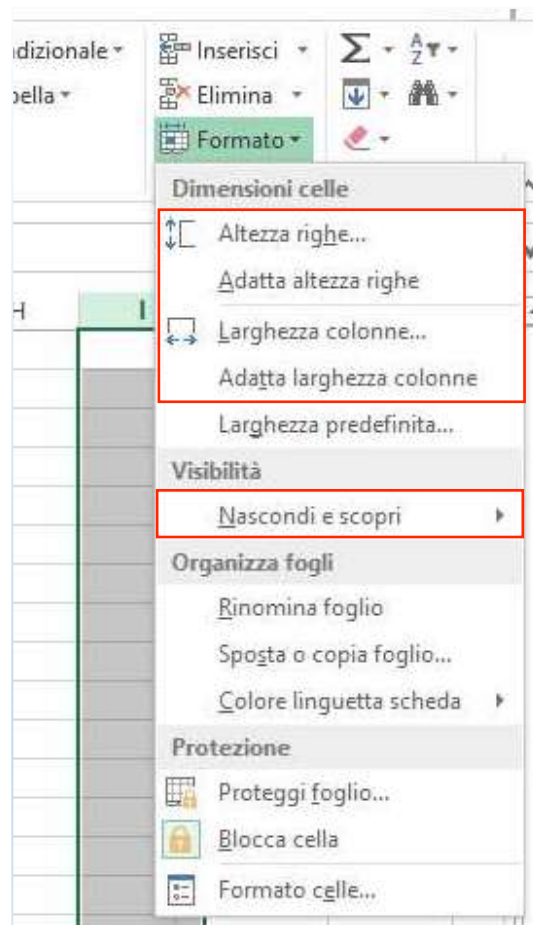 dizionale Inserisci Σ A Z
Elimina
Formato
Dimensioni celle
Altezza righe...
Adatta altezza righe
H I
Larghezza colonne...
Adatta larghezza colonne
Larghezza predefinita...
Visibilità
Nascondi e scopri
Organizza fogli
Rinomina foglio
Sposta o copia foglio...
Colore linguetta scheda
Protezione
Proteggi foglio...
Blocca cella
Formato celle...